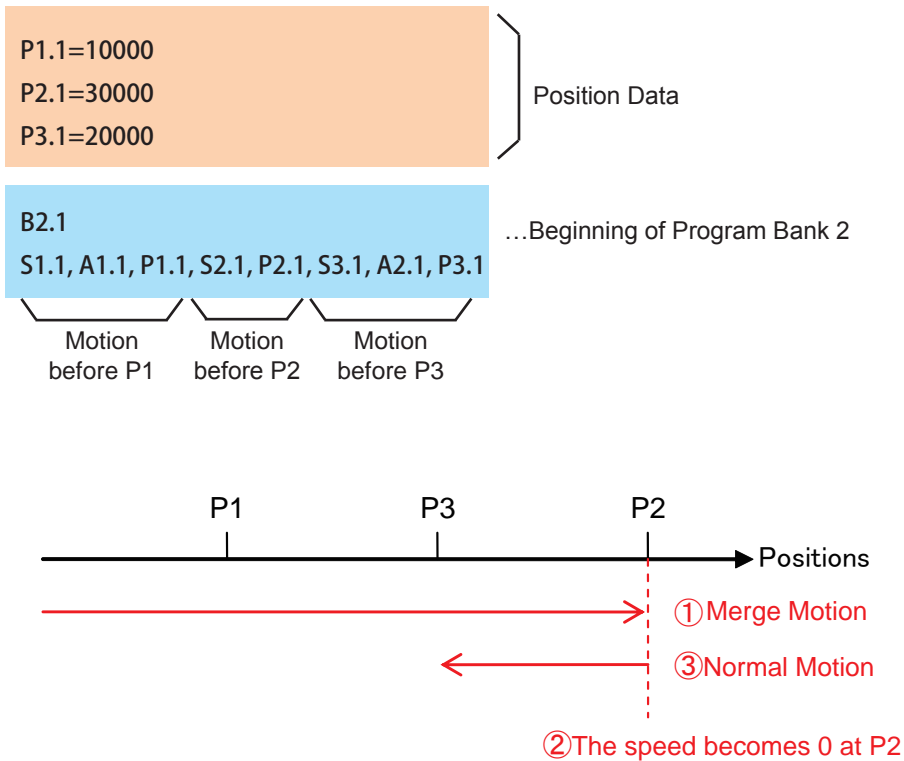 P1.1=10000
P2.1=30000
P3.1=20000
Position Data
B2.1
…Beginning of Program Bank 2
S1.1, A1.1, P1.1, S2.1, P2.1, S3.1, A2.1, P3.1
Motion
before P1
Motion
before P2
Motion
before P3
P1
P3
P2
Positions
①Merge Motion
③Normal Motion
②The speed becomes 0 at P2